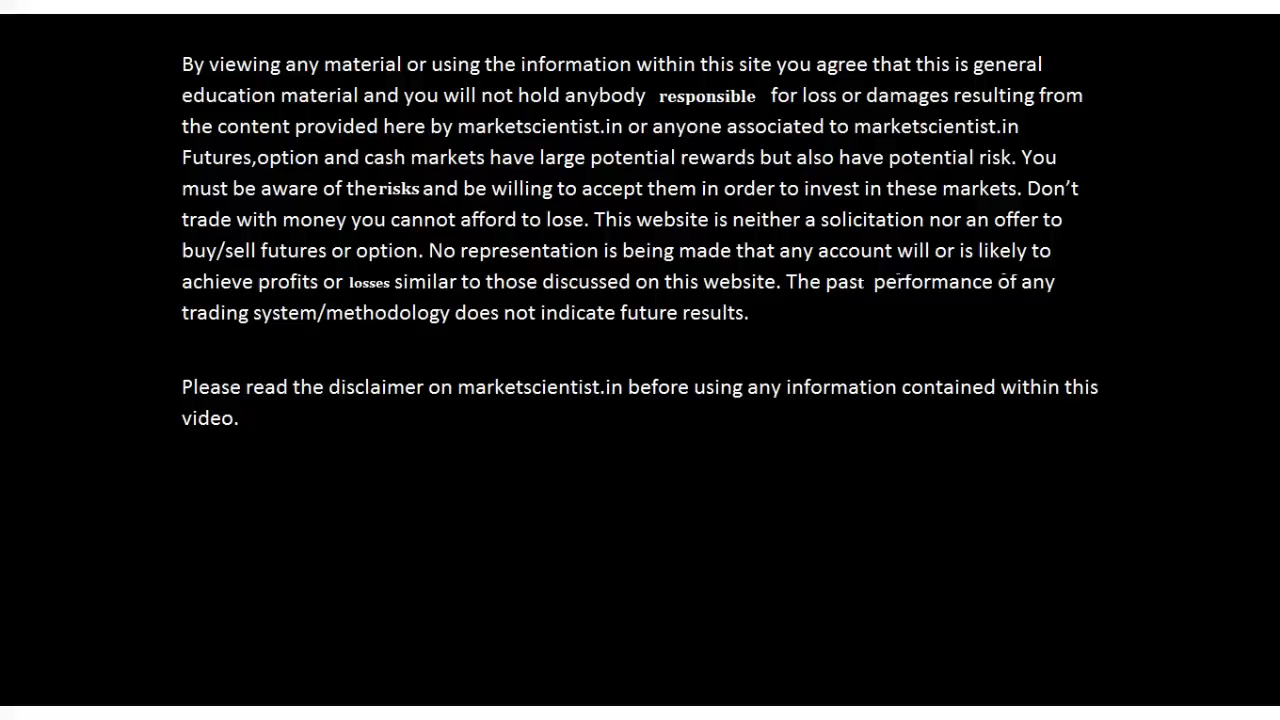 By viewing any material or using the information within this site you agree that this is general
education material and you will not hold anybody responsible for loss or damages resulting from
the content provided here by marketscientist.in or anyone associated to marketscientist.in
Futures,option and cash markets have large potential rewards but also have potential risk. You
must be aware of therisks and be willing to accept them in order to invest in these markets. Don’t
trade with money you cannot afford to lose. This website is neither a solicitation nor an offer to
buy/sell futures or option. No representation is being made that any account will or is likely to
achieve profits or losses similar to those discussed on this website. The past performance of any
trading system/methodology does not indicate future results.
Please read the disclaimer on marketscientist.in before using any information contained within this
video.